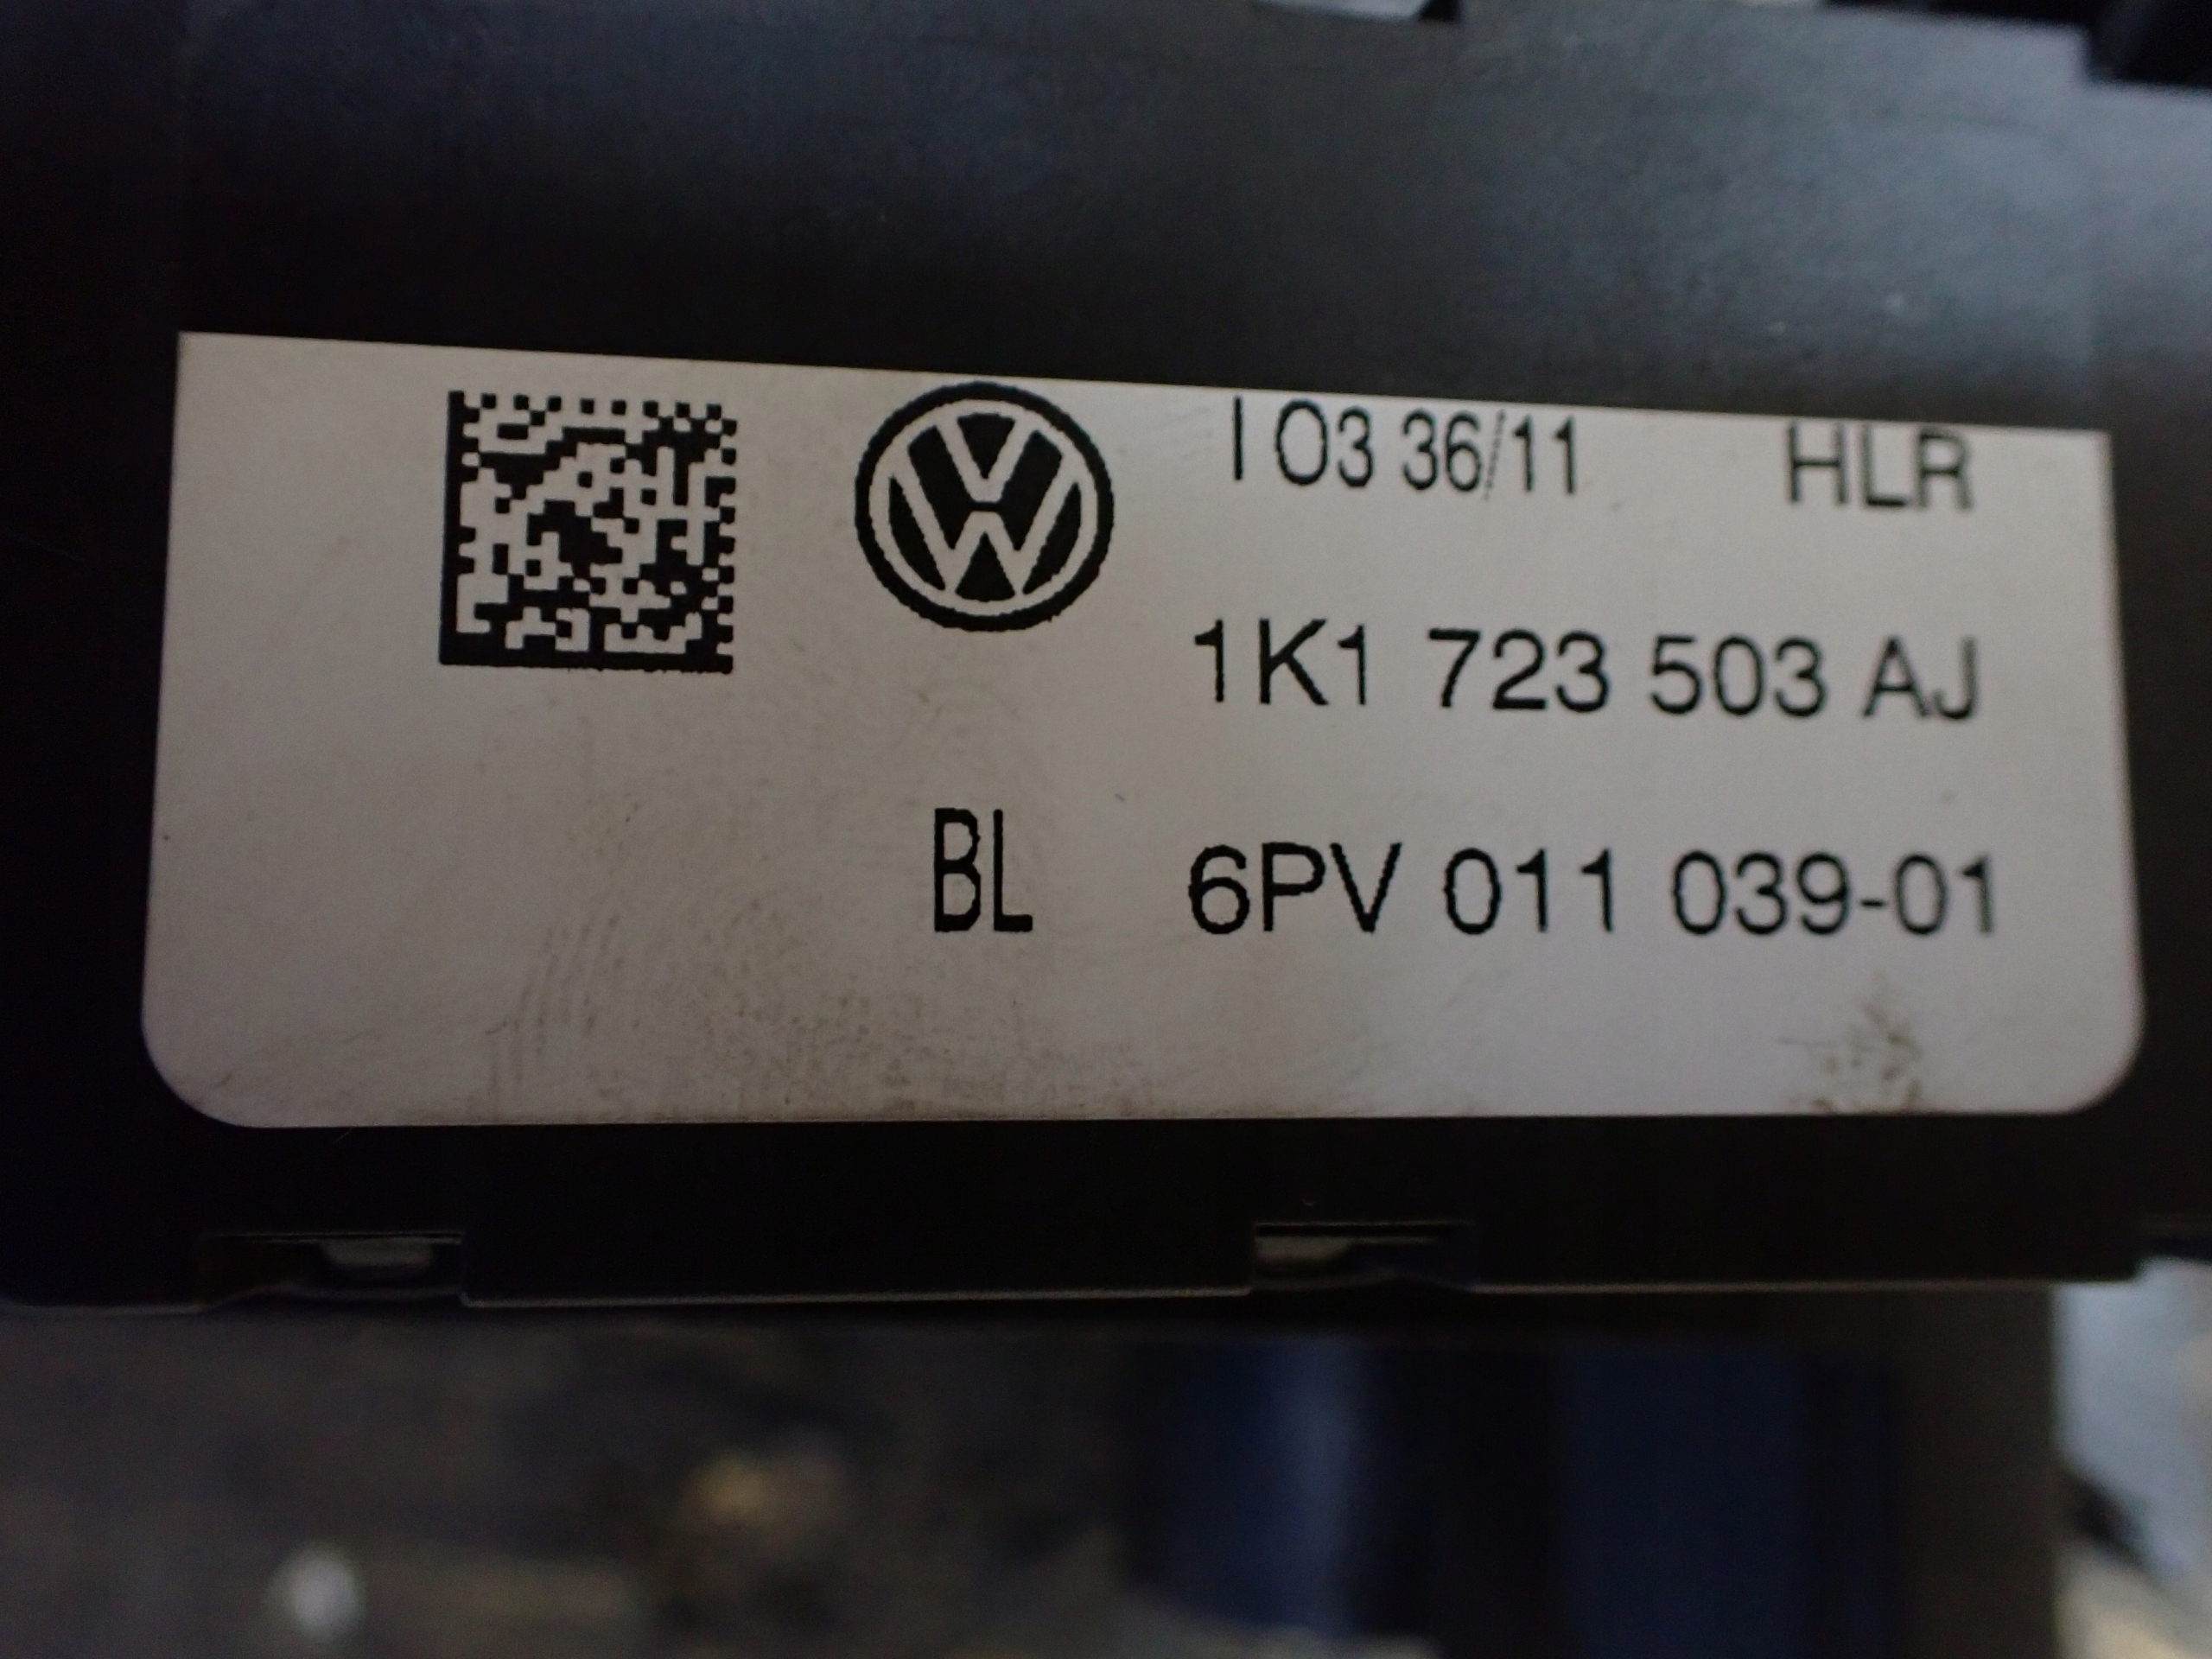 I 03 36/11 HLR
1K1 723 503 AJ
BL 6PV 011 039-01